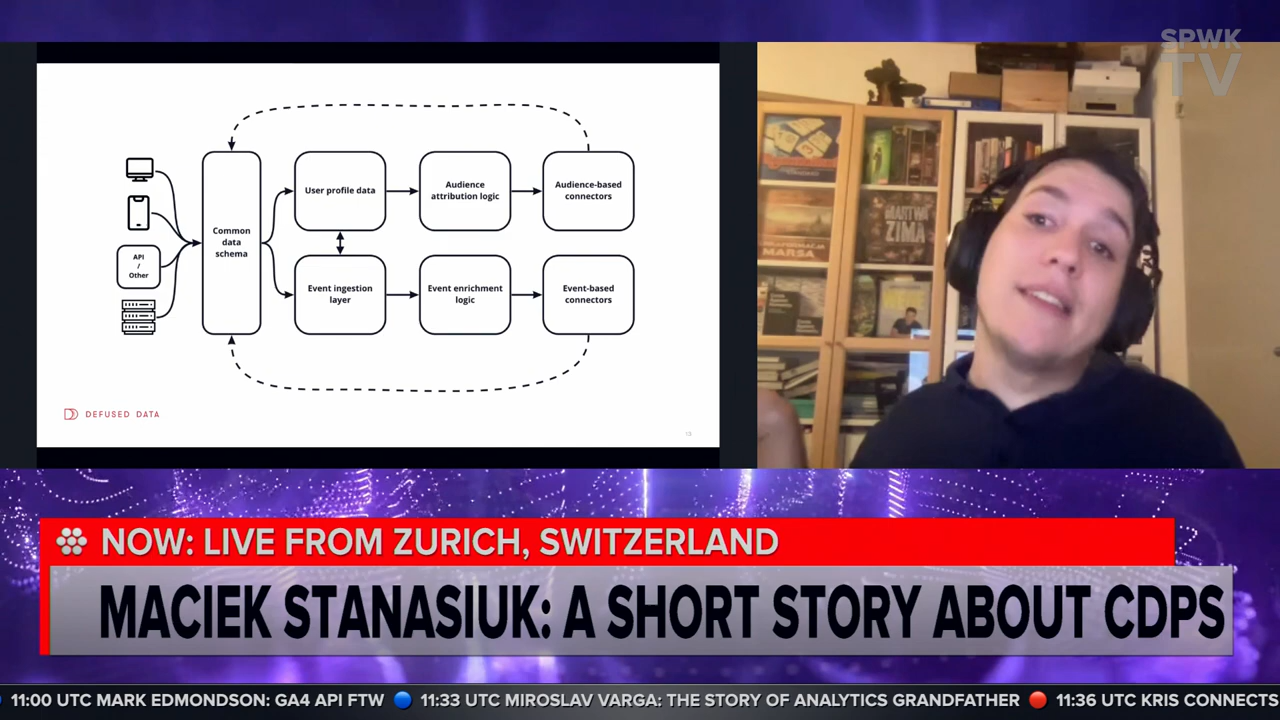 SPWK
TV
Common
data
schema
User profile data
Audience
attribution logic
Audience-based
connectors
API
/
Other
Event ingestion
layer
Event enrichment
logic
Event-based
connectors
DEFUSED DATA
13
MARTWA
ZIMA
MARSA
NOW: LIVE FROM ZURICH, SWITZERLAND
MACIEK STANASIUK: A SHORT STORY ABOUT CDPS
11:00 UTC MARK EDMONDSON: GA4 API FTW 11:33 UTC MIROSLAV VARGA: THE STORY OF ANALYTICS GRANDFATHER 11:36 UTC KRIS CONNECTS